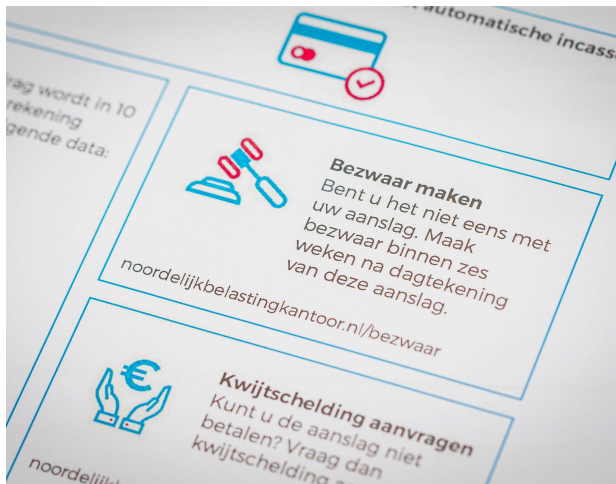 automatische incass
rag wordt in 10
rekening
gende data:
Bezwaar maken
Bent u het niet eens met
uw aanslag. Maak
bezwaar binnen zes
weken na dagtekening
van deze aanslag.
noordelijkbelastingkantoor.nl/bezwaar
Kwijtschelding aanvragen
Kunt u de aanslag niet
betalen? Vraag dan
kwijtschelding